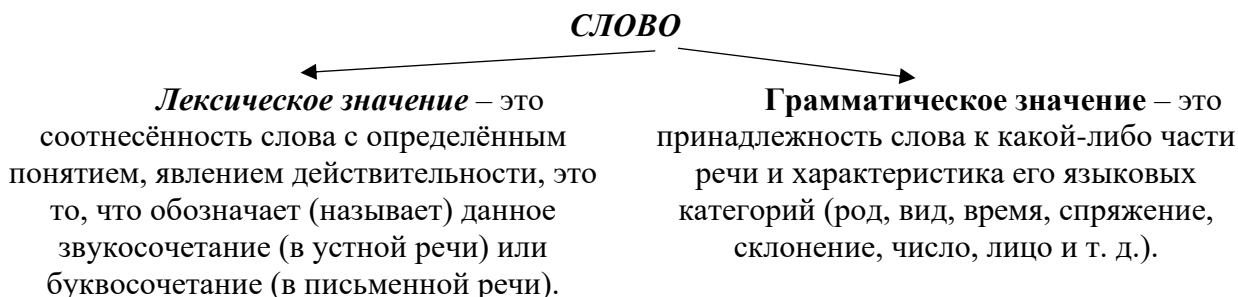 СЛОВО
Лексическое значение – это
соотнесённость слова с определённым
понятием, явлением действительности, это
то, что обозначает (называет) данное
звукосочетание (в устной речи) или
буквосочетание (в письменной речи).
Грамматическое значение – это
принадлежность слова к какой-либо части
речи и характеристика его языковых
категорий (род, вид, время, спряжение,
склонение, число, лицо и т. д.).